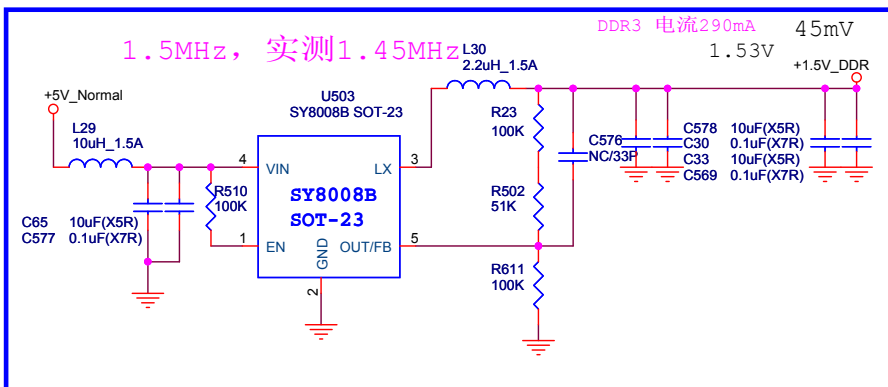 1.5MHz，实测1.45MHz
DDR3 电流290mA
45mV
1.53V
+1.5V_DDR
L30
2.2uH_1.5A
+5V_Normal
U503
SY8008B SOT-23
L29
10uH_1.5A
R23
100K
C576
NC/33P
C578 10uF(X5R)
C30 0.1uF(X7R)
C33 10uF(X5R)
C569 0.1uF(X7R)
4
VIN
LX
3
R510
100K
SY8008B
SOT-23
R502
51K
C65 10uF(X5R)
C577 0.1uF(X7R)
1
EN
GND
OUT/FB
5
2
R611
100K